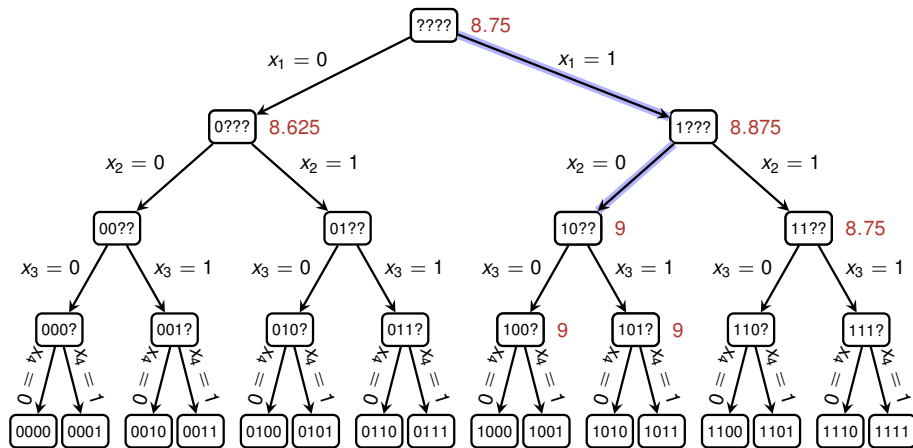 ???? 8.75
x₁ = 0 x₁ = 1
0??? 8.625 1??? 8.875
x₂ = 0 x₂ = 1 x₂ = 0 x₂ = 1
00?? 01?? 10?? 9 11?? 8.75
x₃ = 0 x₃ = 1 x₃ = 0 x₃ = 1 x₃ = 0 x₃ = 1 x₃ = 0 x₃ = 1
000? 001? 010? 011? 100? 9 101? 9 110? 111?
x₄ = 0 x₄ = 1 x₄ = 0 x₄ = 1 x₄ = 0 x₄ = 1 x₄ = 0 x₄ = 1 x₄ = 0 x₄ = 1 x₄ = 0 x₄ = 1 x₄ = 0 x₄ = 1 x₄ = 0 x₄ = 1
0000 0001 0010 0011 0100 0101 0110 0111 1000 1001 1010 1011 1100 1101 1110 1111